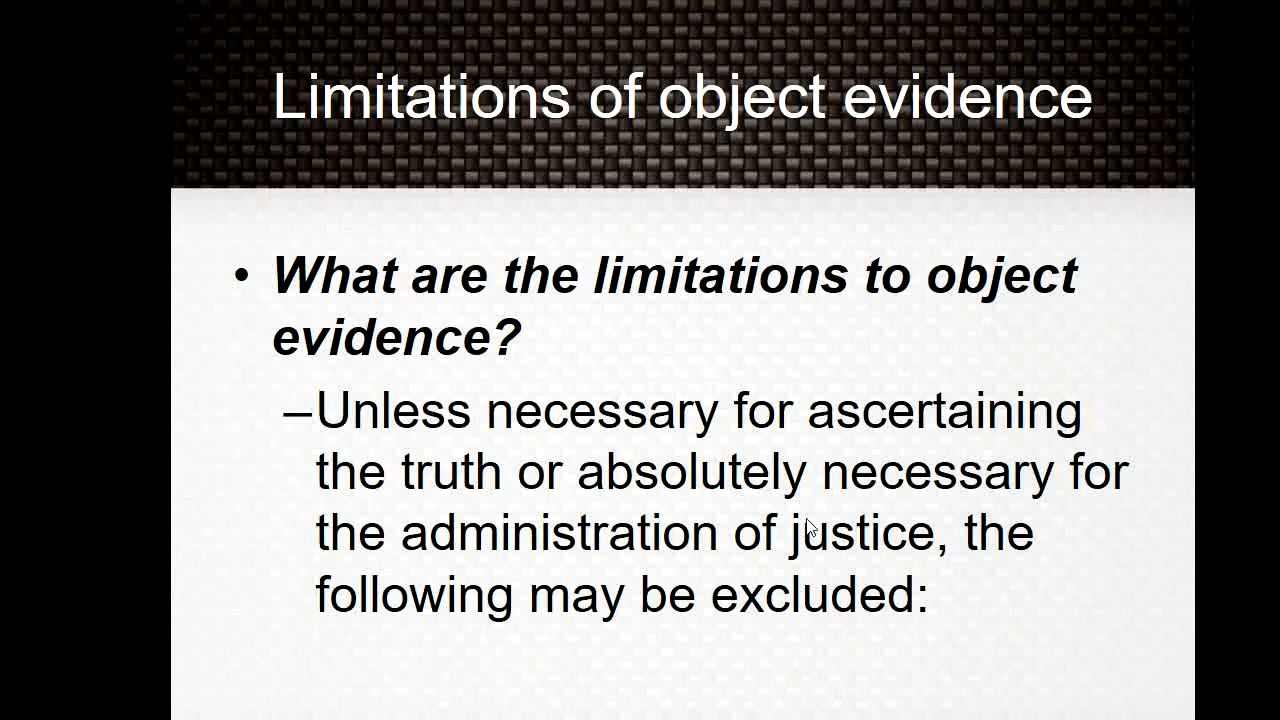 Limitations of object evidence
• What are the limitations to object
evidence?
–Unless necessary for ascertaining
the truth or absolutely necessary for
the administration of justice, the
following may be excluded: